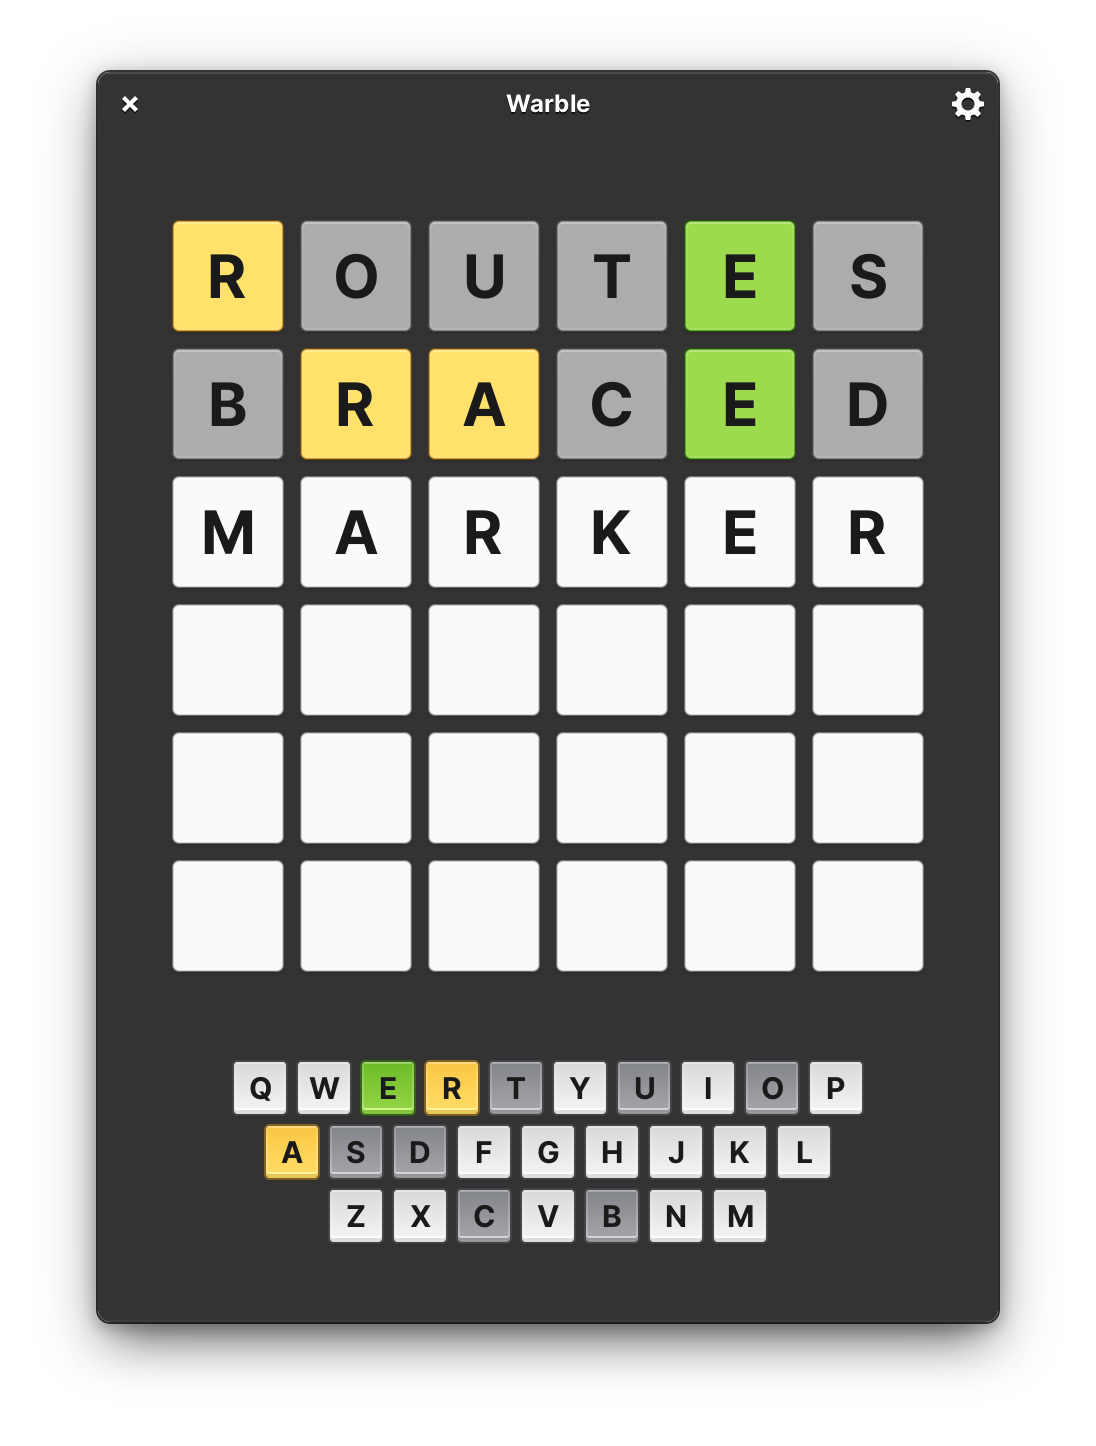 × Warble
R O U T E S
B R A C E D
M A R K E R
Q W E R T Y U I O P
A S D F G H J K L
Z X C V B N M